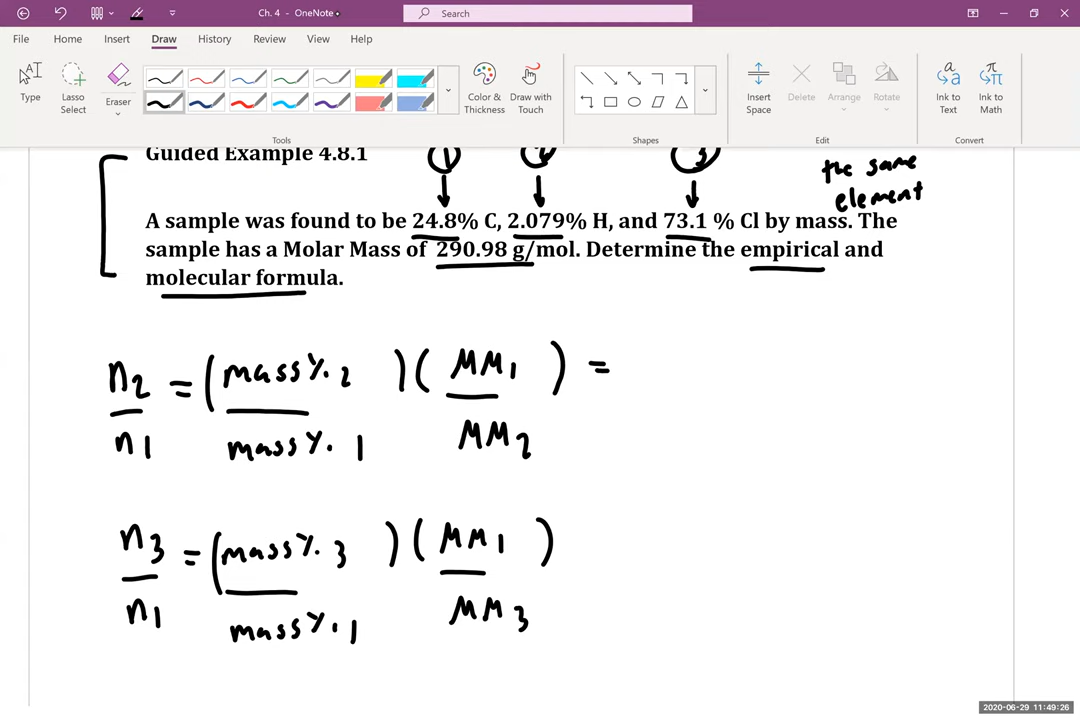 Ch. 4 - OneNote
Search
File Home Insert Draw History Review View Help
Type
Lasso Select
Eraser
Color & Thickness
Draw with Touch
Insert Space
Delete
Arrange
Rotate
Ink to Text
Ink to Math
Tools
Shapes
Edit
Convert
Guided Example 4.8.1
1 2 3
the same
element
A sample was found to be 24.8% C, 2.079% H, and 73.1 % Cl by mass. The
sample has a Molar Mass of 290.98 g/mol. Determine the empirical and
molecular formula.
n2 = (mass%.2 ) ( MM1 ) =
n1 mass%.1 MM2
n3 = (mass%.3 ) ( MM1 )
n1 mass%.1 MM3
2020-06-29 11:49:26